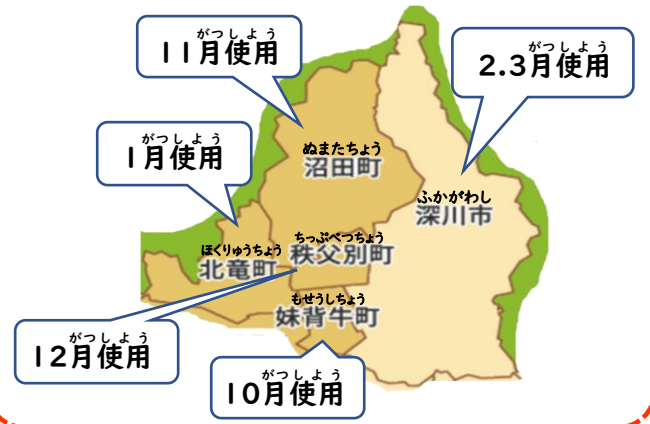 がつしよう
11月使用
がつしよう
2.3月使用
がつしよう
1月使用
ぬまたちょう
沼田町
ふかがわし
深川市
ちっぷべつちょう
秩父別町
ほくりゅうちょう
北竜町
もせうしちょう
妹背牛町
がつしよう
12月使用
がつしよう
10月使用